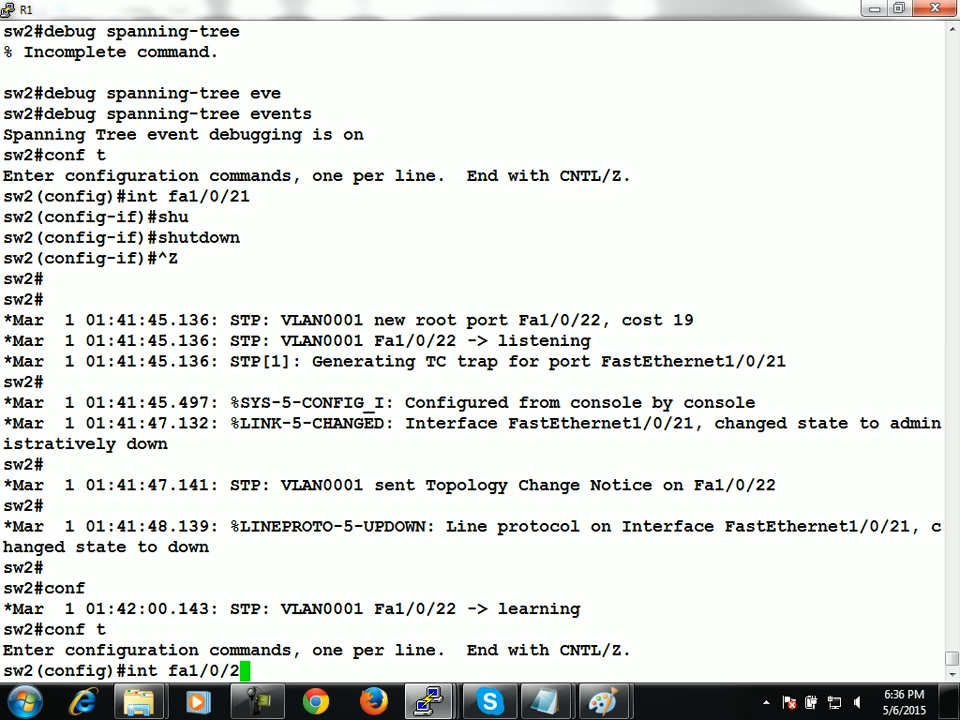 R1
sw2#debug spanning-tree
% Incomplete command.
sw2#debug spanning-tree eve
sw2#debug spanning-tree events
Spanning Tree event debugging is on
sw2#conf t
Enter configuration commands, one per line.  End with CNTL/Z.
sw2(config)#int fa1/0/21
sw2(config-if)#shu
sw2(config-if)#shutdown
sw2(config-if)#^Z
sw2#
sw2#
*Mar  1 01:41:45.136: STP: VLAN0001 new root port Fa1/0/22, cost 19
*Mar  1 01:41:45.136: STP: VLAN0001 Fa1/0/22 -> listening
*Mar  1 01:41:45.136: STP[1]: Generating TC trap for port FastEthernet1/0/21
sw2#
*Mar  1 01:41:45.497: %SYS-5-CONFIG_I: Configured from console by console
*Mar  1 01:41:47.132: %LINK-5-CHANGED: Interface FastEthernet1/0/21, changed state to admin
istratively down
sw2#
*Mar  1 01:41:47.141: STP: VLAN0001 sent Topology Change Notice on Fa1/0/22
sw2#
*Mar  1 01:41:48.139: %LINEPROTO-5-UPDOWN: Line protocol on Interface FastEthernet1/0/21, c
hanged state to down
sw2#
sw2#conf
*Mar  1 01:42:00.143: STP: VLAN0001 Fa1/0/22 -> learning
sw2#conf t
Enter configuration commands, one per line.  End with CNTL/Z.
sw2(config)#int fa1/0/2
6:36 PM
5/6/2015